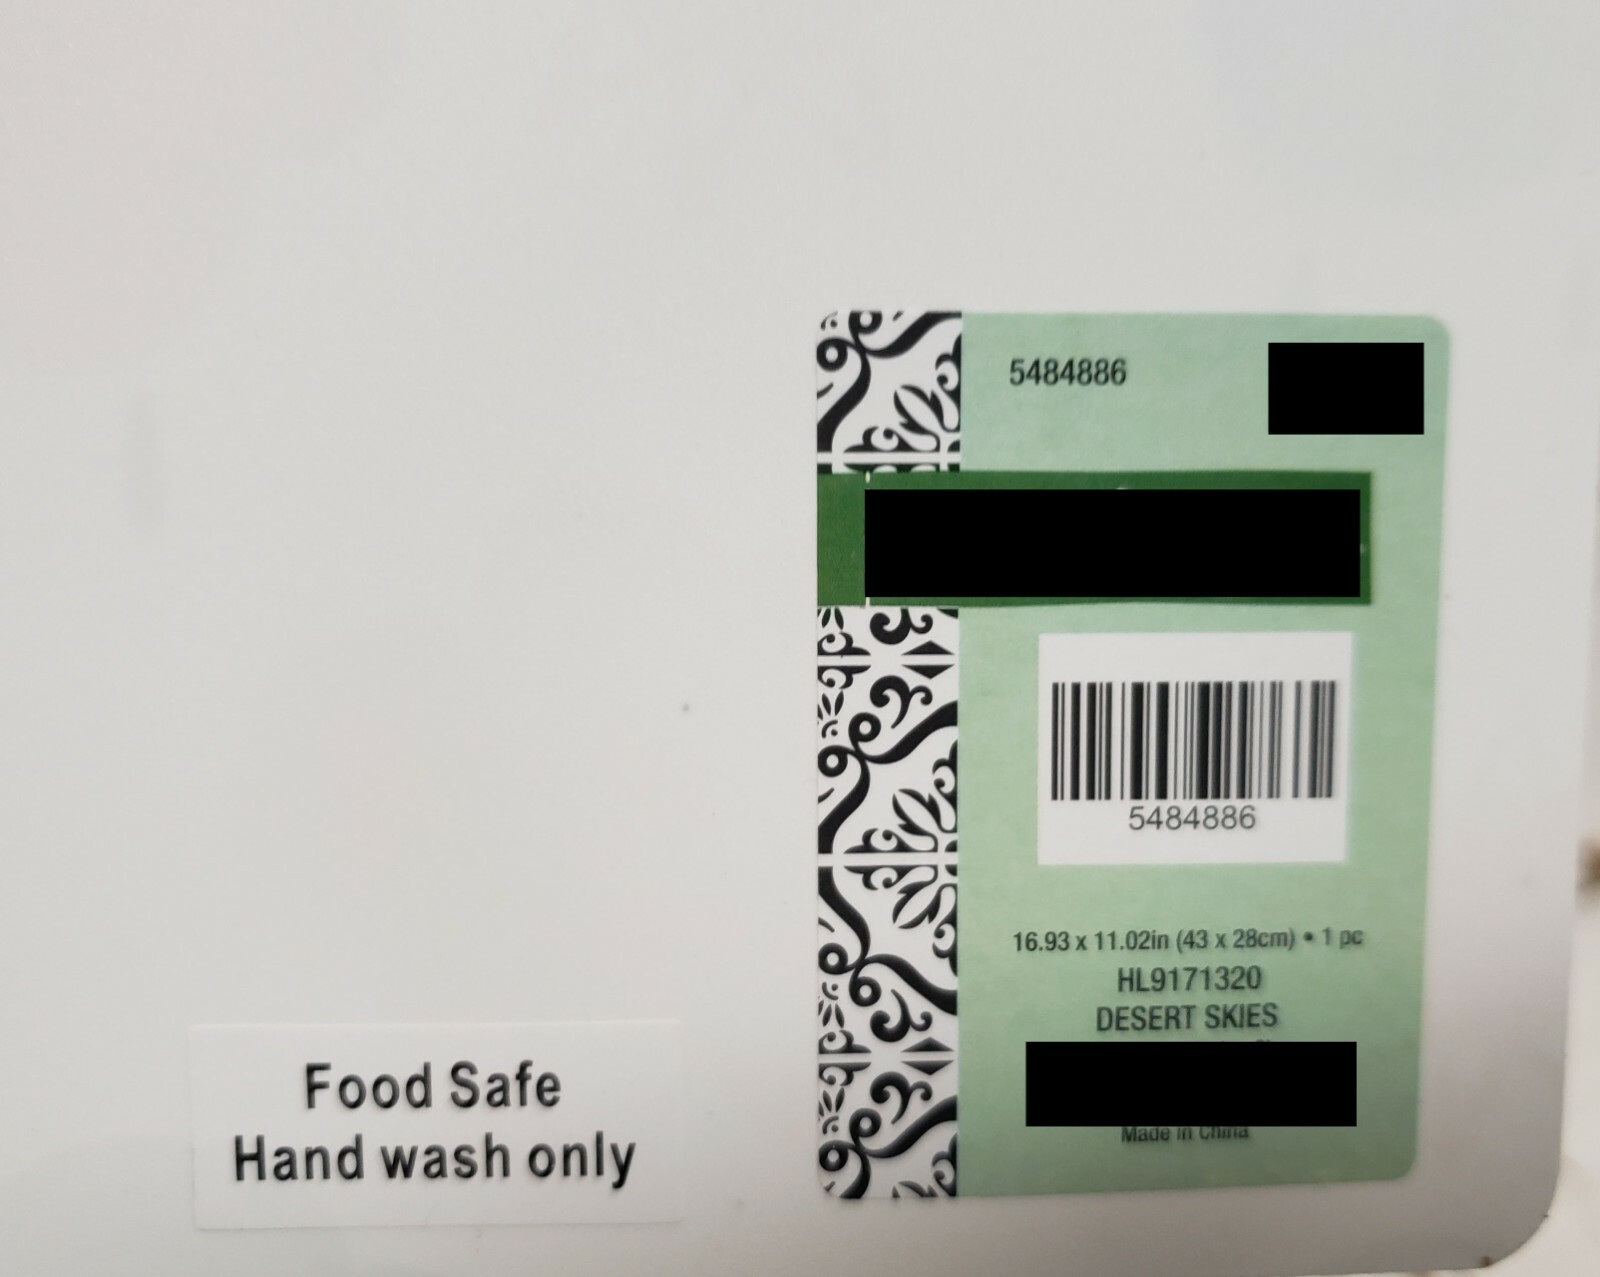 5484886
5484886
16.93 x 11.02in (43 x 28cm) • 1 pc
HL9171320
DESERT SKIES
Made in China
Food Safe
Hand wash only